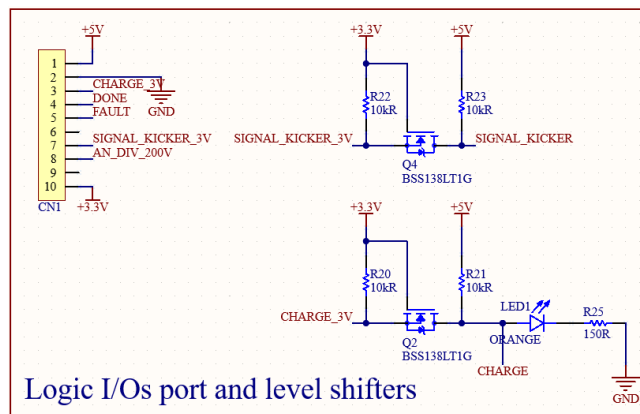 +5V
1
2
3 CHARGE_3V
4 DONE
5 FAULT
6
7 SIGNAL_KICKER_3V
8 AN_DIV_200V
9
10
CN1
+3.3V
GND
+3.3V
+5V
R22
10kR
R23
10kR
SIGNAL_KICKER_3V
SIGNAL_KICKER
Q4
BSS138LT1G
+3.3V
+5V
R20
10kR
R21
10kR
CHARGE_3V
Q2
BSS138LT1G
LED1
ORANGE
R25
150R
CHARGE
GND
Logic I/Os port and level shifters